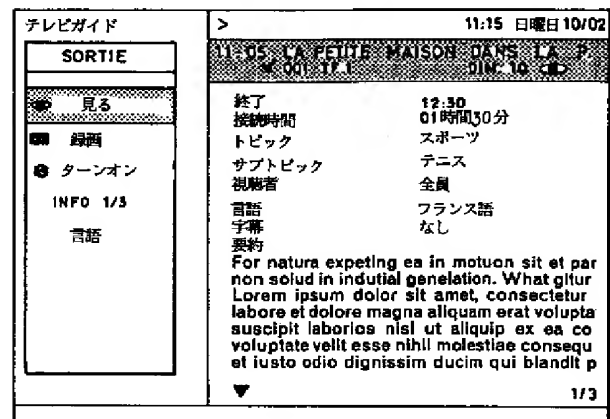 テレビガイド
SORTIE
見る
録画
ターンオン
INFO 1/3
言語
> 11:15 日曜日 10/02
11:05 LA PETITE MAISON DANS LA P.
001 TF1 DIM 10
終了 12:30
接続時間 01時間30分
トピック スポーツ
サブトピック テニス
視聴者 全員
言語 フランス語
字幕 なし
要約
For natura expeting ea in motuon sit et par
non solud in indutial genelation. What gitur
Lorem ipsum dolor sit amet, consectetur
labore et dolore magna aliquam erat volupta
suscipit laborios nisl ut aliquip ex ea co
voluptate velit esse nihil molestiae consequ
et iusto odio dignissim ducim qui blandit p
▼ 1/3